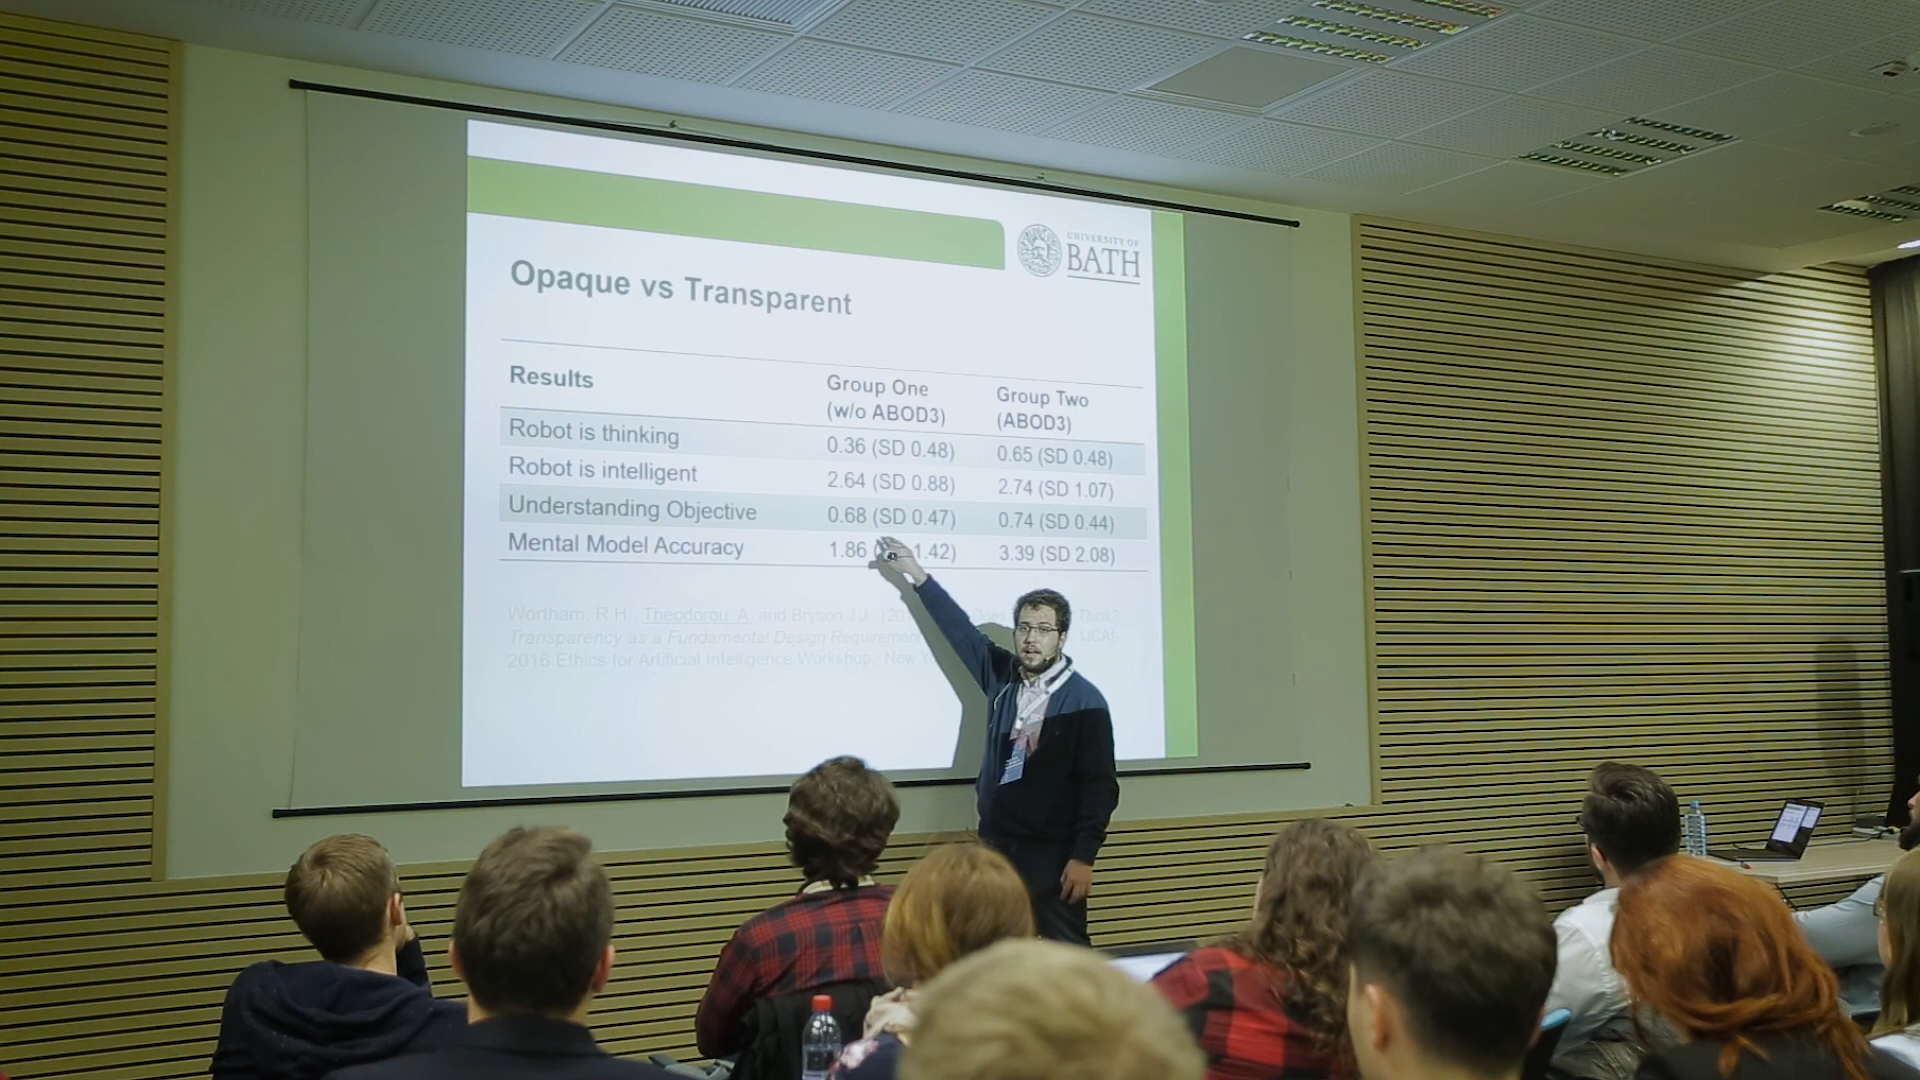 UNIVERSITY OF
BATH
Opaque vs Transparent
Results Group One (w/o ABOD3) Group Two (ABOD3)
Robot is thinking 0.36 (SD 0.48) 0.65 (SD 0.48)
Robot is intelligent 2.64 (SD 0.88) 2.74 (SD 1.07)
Understanding Objective 0.68 (SD 0.47) 0.74 (SD 0.44)
Mental Model Accuracy 1.86 ( 1.42) 3.39 (SD 2.08)
Wortham, R.H., Theodorou, A. and Bryson J.J. Does Think?
Transparency as a Fundamental Design IJCAI-
2016 Ethics for Artificial Intelligence Workshop, New